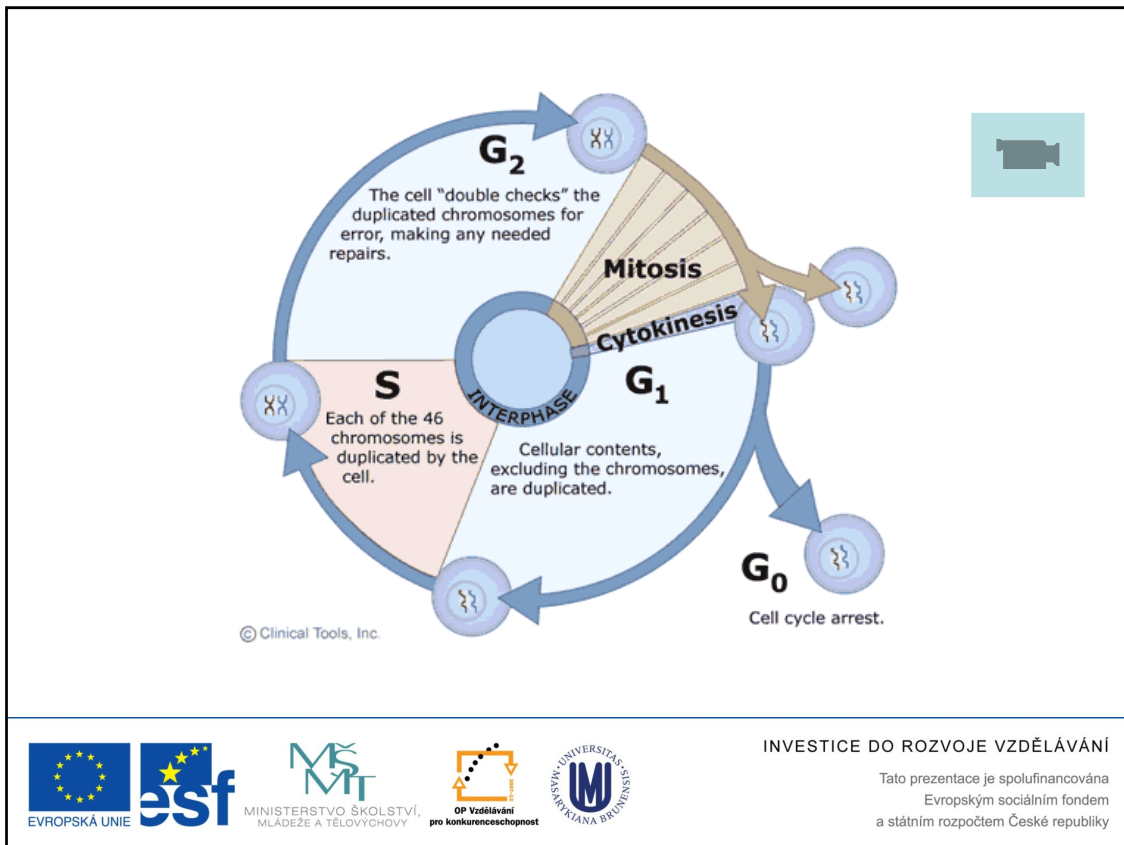 G2
The cell “double checks” the
duplicated chromosomes for
error, making any needed
repairs.
Mitosis
Cytokinesis
S
Each of the 46
chromosomes is
duplicated by the
cell.
INTERPHASE
G1
Cellular contents,
excluding the chromosomes,
are duplicated.
G0
Cell cycle arrest.
© Clinical Tools, Inc.
EVROPSKÁ UNIE
esf
MŠMT
MINISTERSTVO ŠKOLSTVÍ,
MLÁDEŽE A TĚLOVÝCHOVY
2007-13
OP Vzdělávání
pro konkurenceschopnost
UNIVERSITAS
MASARYKIANA BRUNENSIS
INVESTICE DO ROZVOJE VZDĚLÁVÁNÍ
Tato prezentace je spolufinancována
Evropským sociálním fondem
a státním rozpočtem České republiky